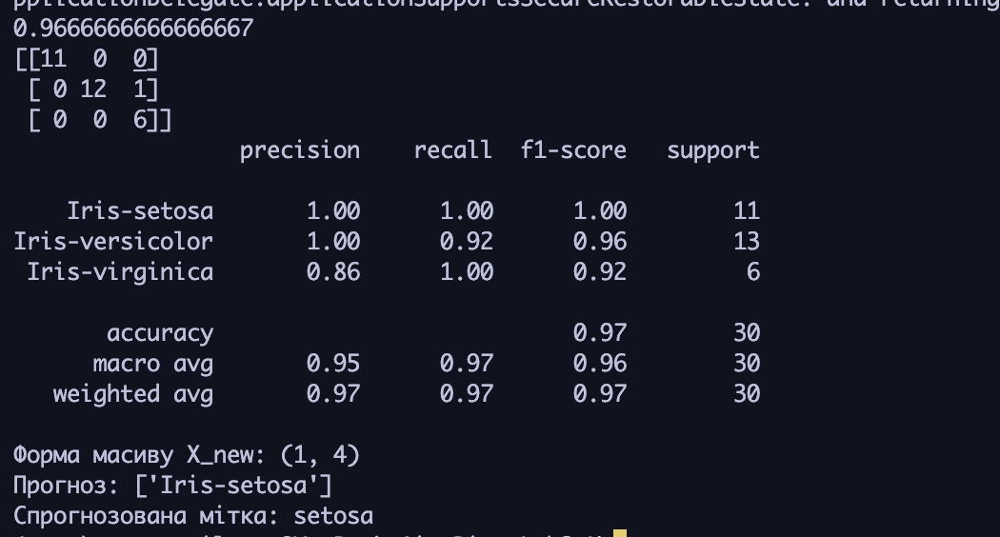 pplicationDelegate.applicationSupportsSecureRestorableState: and returning
0.9666666666666667
[[11  0  0]
 [ 0 12  1]
 [ 0  0  6]]
                 precision    recall  f1-score   support

    Iris-setosa       1.00      1.00      1.00        11
Iris-versicolor       1.00      0.92      0.96        13
 Iris-virginica       0.86      1.00      0.92         6

       accuracy                           0.97        30
      macro avg       0.95      0.97      0.96        30
   weighted avg       0.97      0.97      0.97        30

Форма масиву X_new: (1, 4)
Прогноз: ['Iris-setosa']
Спрогнозована мітка: setosa